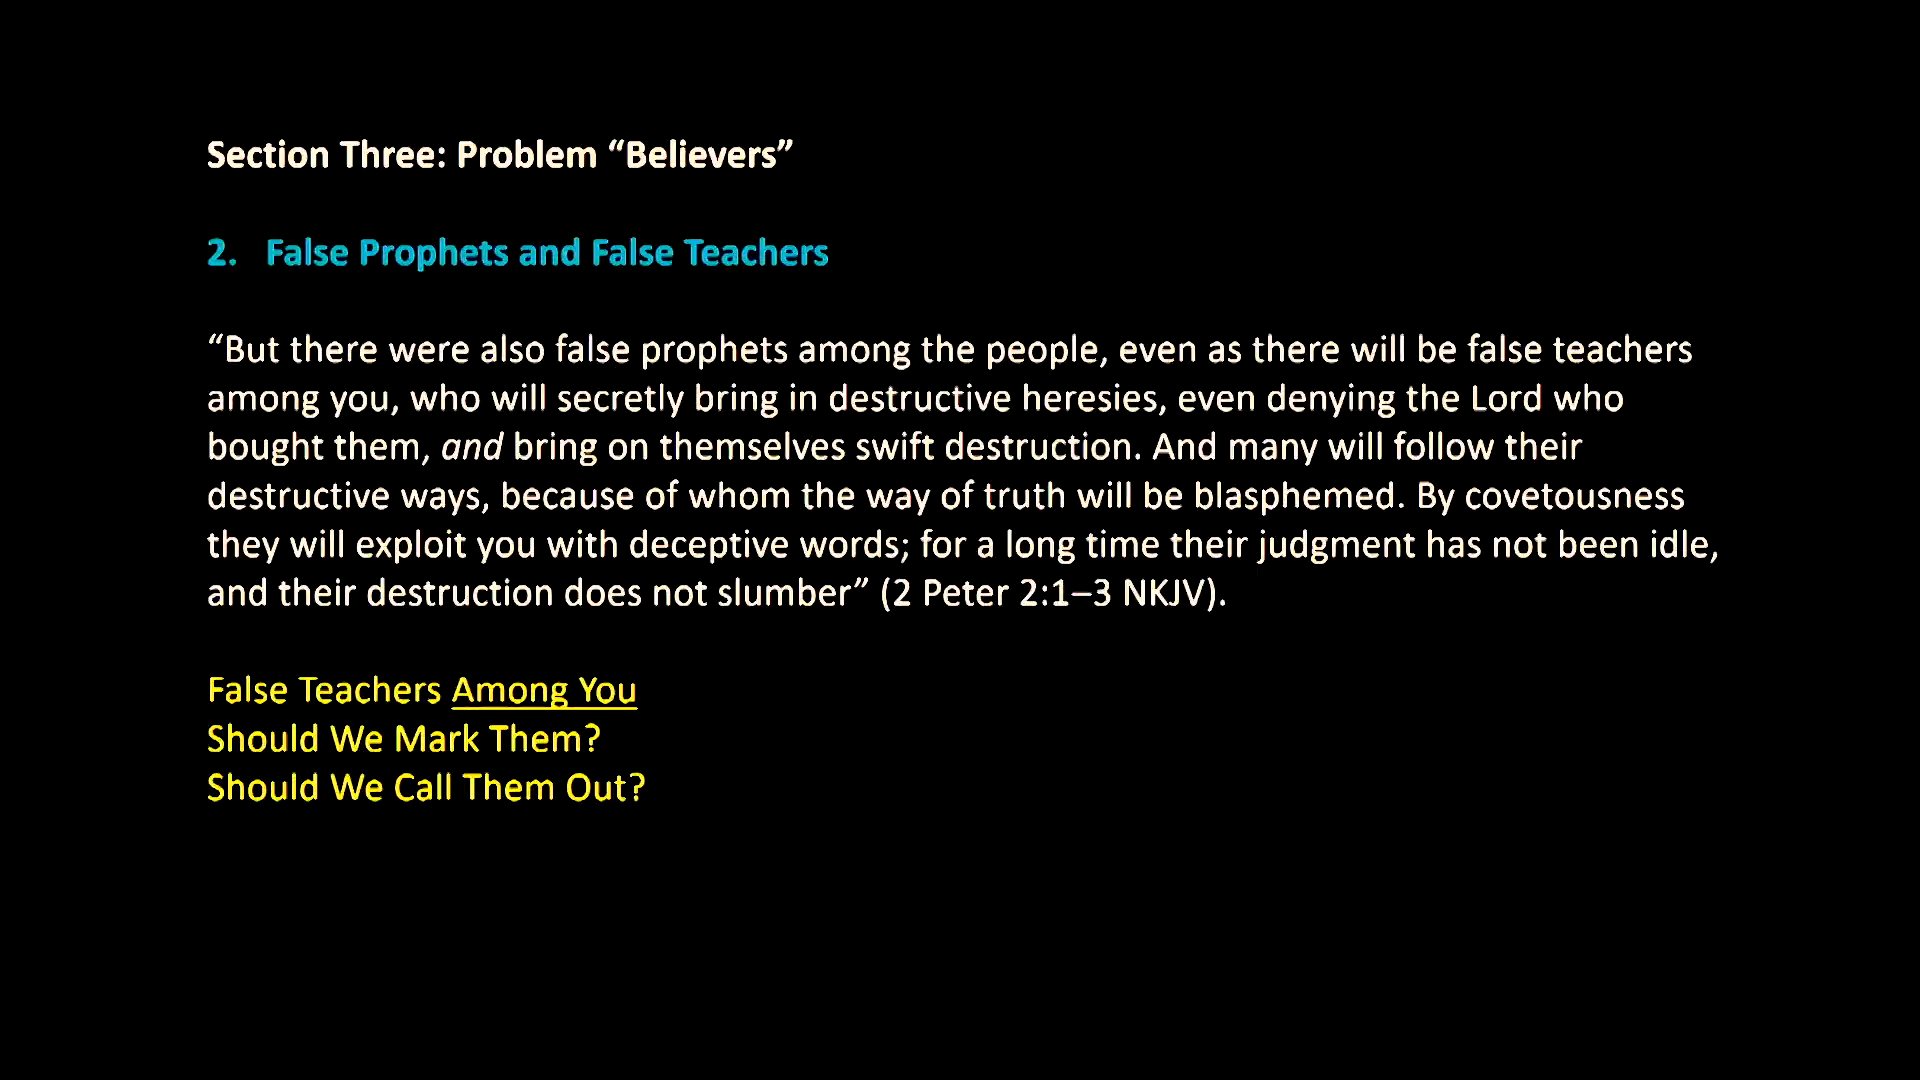 Section Three: Problem “Believers”
2. False Prophets and False Teachers
“But there were also false prophets among the people, even as there will be false teachers
among you, who will secretly bring in destructive heresies, even denying the Lord who
bought them, and bring on themselves swift destruction. And many will follow their
destructive ways, because of whom the way of truth will be blasphemed. By covetousness
they will exploit you with deceptive words; for a long time their judgment has not been idle,
and their destruction does not slumber” (2 Peter 2:1–3 NKJV).
False Teachers Among You
Should We Mark Them?
Should We Call Them Out?